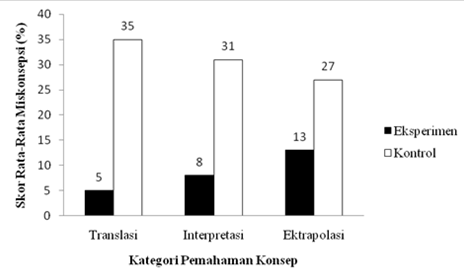 Skor Rata-Rata Miskonsepsi (%)
40
35
30
25
20
15
10
5
0
5
35
8
31
13
27
Translasi
Interpretasi
Ektrapolasi
Kategori Pemahaman Konsep
Eksperimen
Kontrol